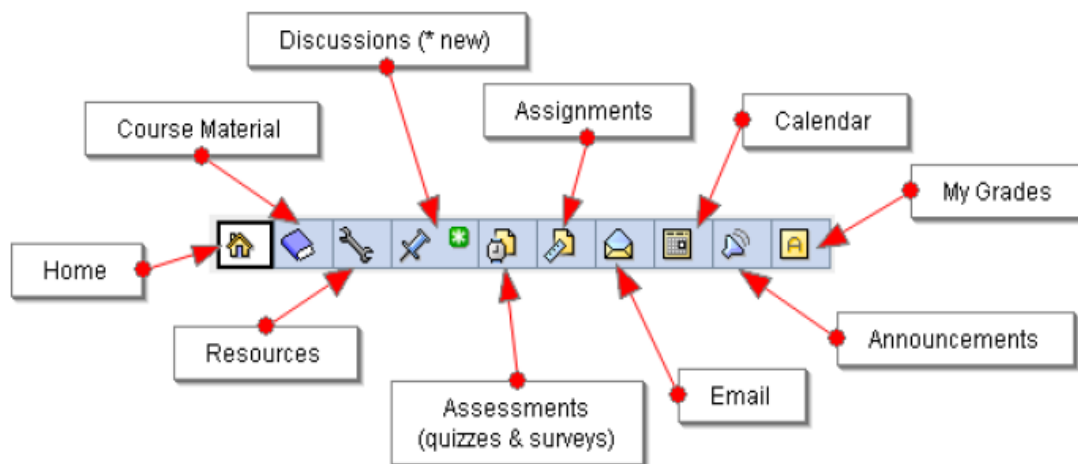 Discussions (* new)
Assignments
Calendar
Course Material
My Grades
Home
A
Resources
Announcements
Email
Assessments
(quizzes & surveys)